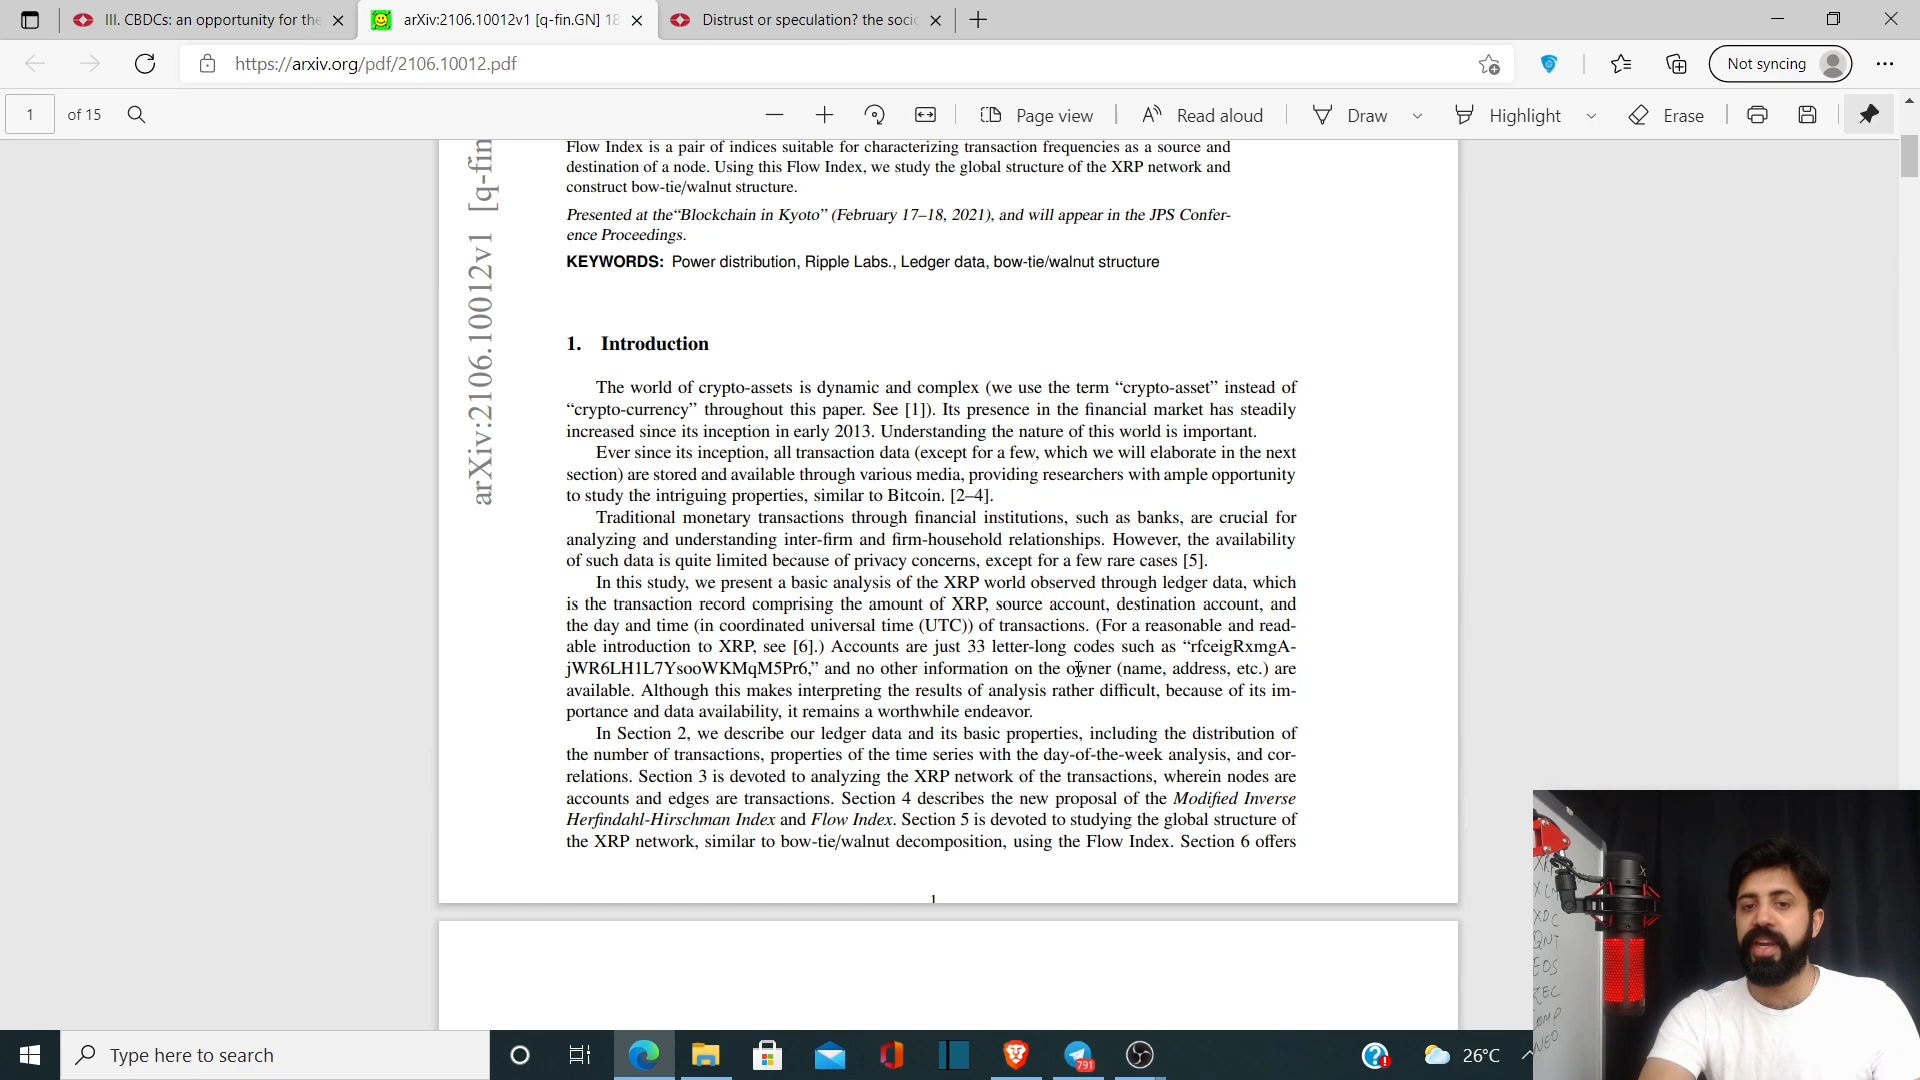 III. CBDCs: an opportunity for the
arXiv:2106.10012v1 [q-fin.GN] 18
Distrust or speculation? the socio
https://arxiv.org/pdf/2106.10012.pdf
Not syncing
1 of 15
Page view
Read aloud
Draw
Highlight
Erase
arXiv:2106.10012v1 [q-fin
Flow Index is a pair of indices suitable for characterizing transaction frequencies as a source and
destination of a node. Using this Flow Index, we study the global structure of the XRP network and
construct bow-tie/walnut structure.
Presented at the“Blockchain in Kyoto” (February 17–18, 2021), and will appear in the JPS Confer-
ence Proceedings.
KEYWORDS: Power distribution, Ripple Labs., Ledger data, bow-tie/walnut structure
1. Introduction
The world of crypto-assets is dynamic and complex (we use the term “crypto-asset” instead of
“crypto-currency” throughout this paper. See [1]). Its presence in the financial market has steadily
increased since its inception in early 2013. Understanding the nature of this world is important.
Ever since its inception, all transaction data (except for a few, which we will elaborate in the next
section) are stored and available through various media, providing researchers with ample opportunity
to study the intriguing properties, similar to Bitcoin. [2–4].
Traditional monetary transactions through financial institutions, such as banks, are crucial for
analyzing and understanding inter-firm and firm-household relationships. However, the availability
of such data is quite limited because of privacy concerns, except for a few rare cases [5].
In this study, we present a basic analysis of the XRP world observed through ledger data, which
is the transaction record comprising the amount of XRP, source account, destination account, and
the day and time (in coordinated universal time (UTC)) of transactions. (For a reasonable and read-
able introduction to XRP, see [6].) Accounts are just 33 letter-long codes such as “rfceigRxmgA-
jWR6LH1L7YsooWKMqM5Pr6,” and no other information on the owner (name, address, etc.) are
available. Although this makes interpreting the results of analysis rather difficult, because of its im-
portance and data availability, it remains a worthwhile endeavor.
In Section 2, we describe our ledger data and its basic properties, including the distribution of
the number of transactions, properties of the time series with the day-of-the-week analysis, and cor-
relations. Section 3 is devoted to analyzing the XRP network of the transactions, wherein nodes are
accounts and edges are transactions. Section 4 describes the new proposal of the Modified Inverse
Herfindahl-Hirschman Index and Flow Index. Section 5 is devoted to studying the global structure of
the XRP network, similar to bow-tie/walnut decomposition, using the Flow Index. Section 6 offers
1
XDC
QNT
EOS
NEO
Type here to search
791
26°C